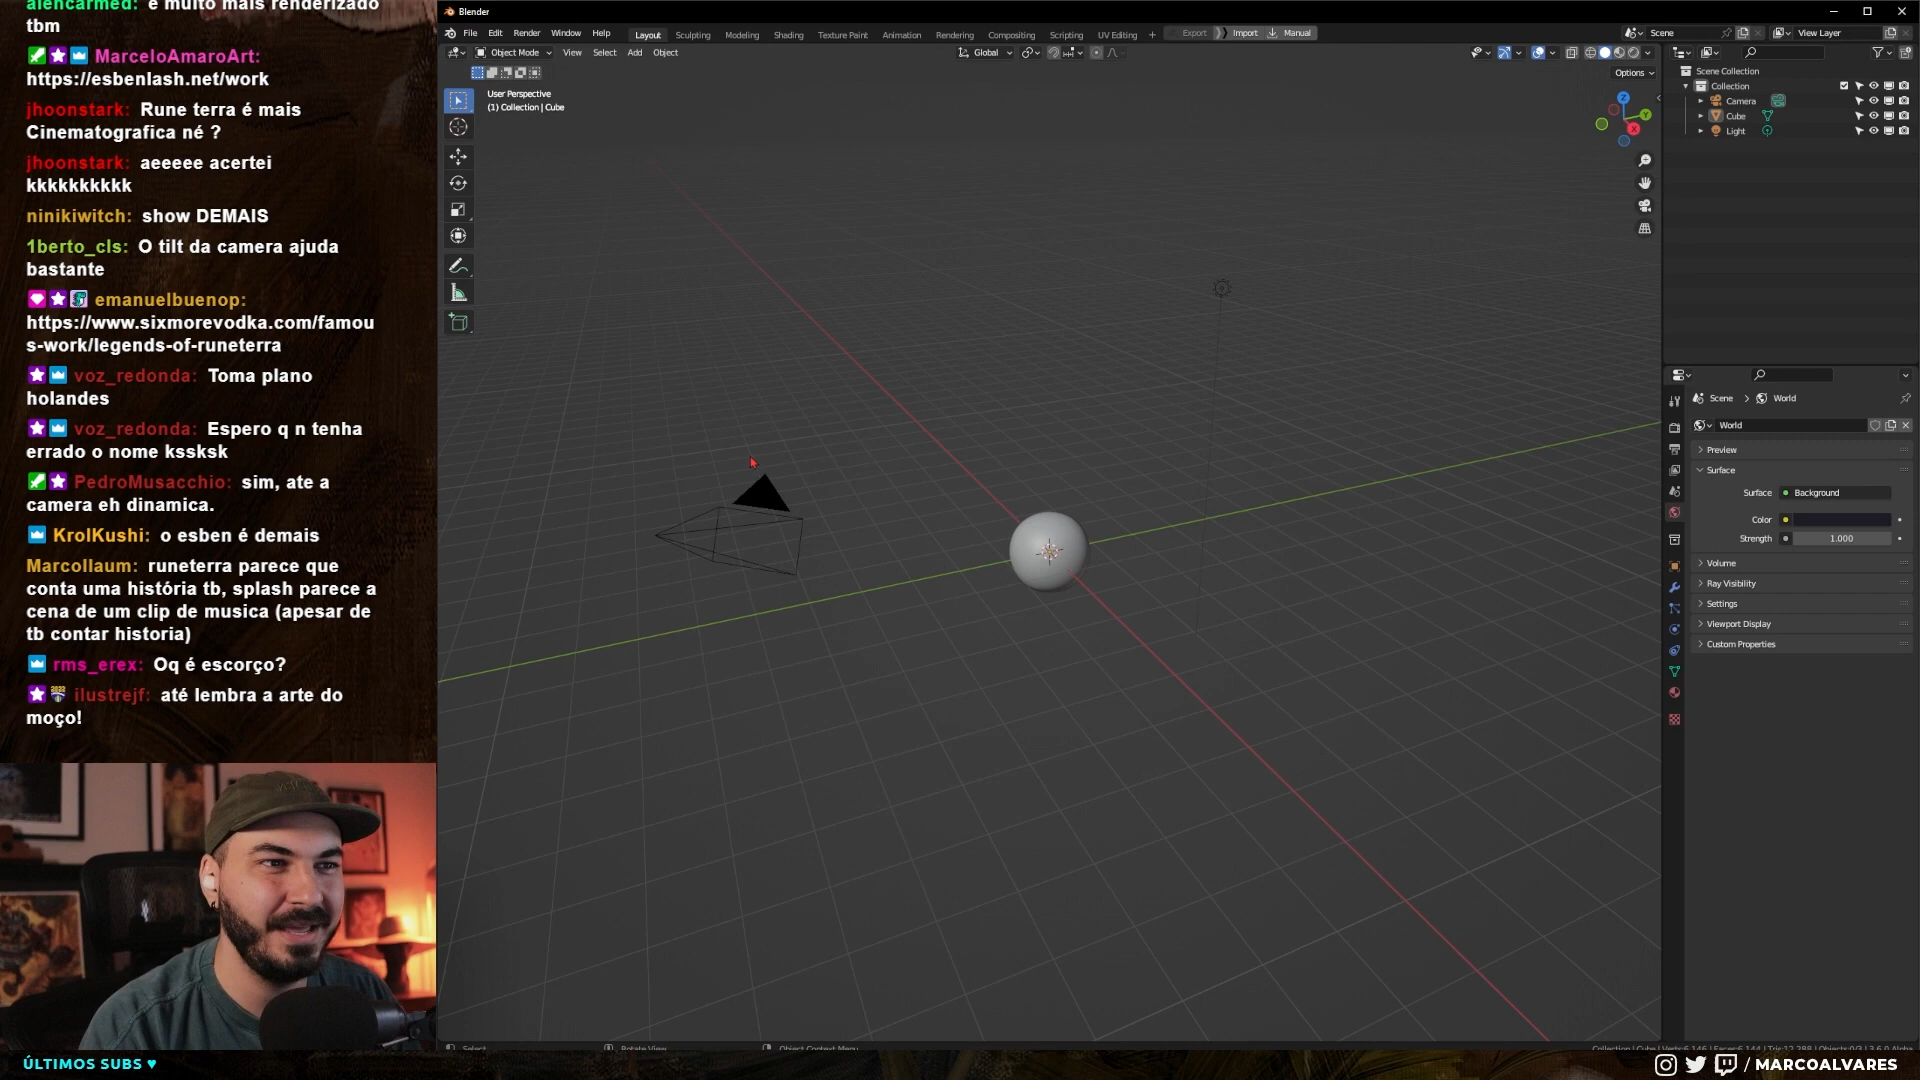 alencarmed: é muito mais renderizado
tbm
MarceloAmaroArt:
https://esbenlash.net/work
jhoonstark: Rune terra é mais
Cinematografica né ?
jhoonstark: aeeeee acertei
kkkkkkkkkk
ninikiwitch: show DEMAIS
1berto_cls: O tilt da camera ajuda
bastante
emanuelbuenop:
https://www.sixmorevodka.com/famou
s-work/legends-of-runeterra
voz_redonda: Toma plano
holandes
voz_redonda: Espero q n tenha
errado o nome kssksk
PedroMusacchio: sim, ate a
camera eh dinamica.
KrolKushi: o esben é demais
Marcollaum: runeterra parece que
conta uma história tb, splash parece a
cena de um clip de musica (apesar de
tb contar historia)
rms_erex: Oq é escorço?
ilustrejf: até lembra a arte do
moço!
ÚLTIMOS SUBS ♥
Blender
File Edit Render Window Help Layout Sculpting Modeling Shading Texture Paint Animation Rendering Compositing Scripting UV Editing + Export Import Manual
Scene View Layer
Object Mode View Select Add Object Global
Options
User Perspective
(1) Collection | Cube
Z
Y
X
Scene Collection
Collection
Camera
Cube
Light
Scene > World
World
Preview
Surface
Surface Background
Color
Strength 1.000
Volume
Ray Visibility
Settings
Viewport Display
Custom Properties
Select Rotate View Object Context Menu
/ MARCOALVARES